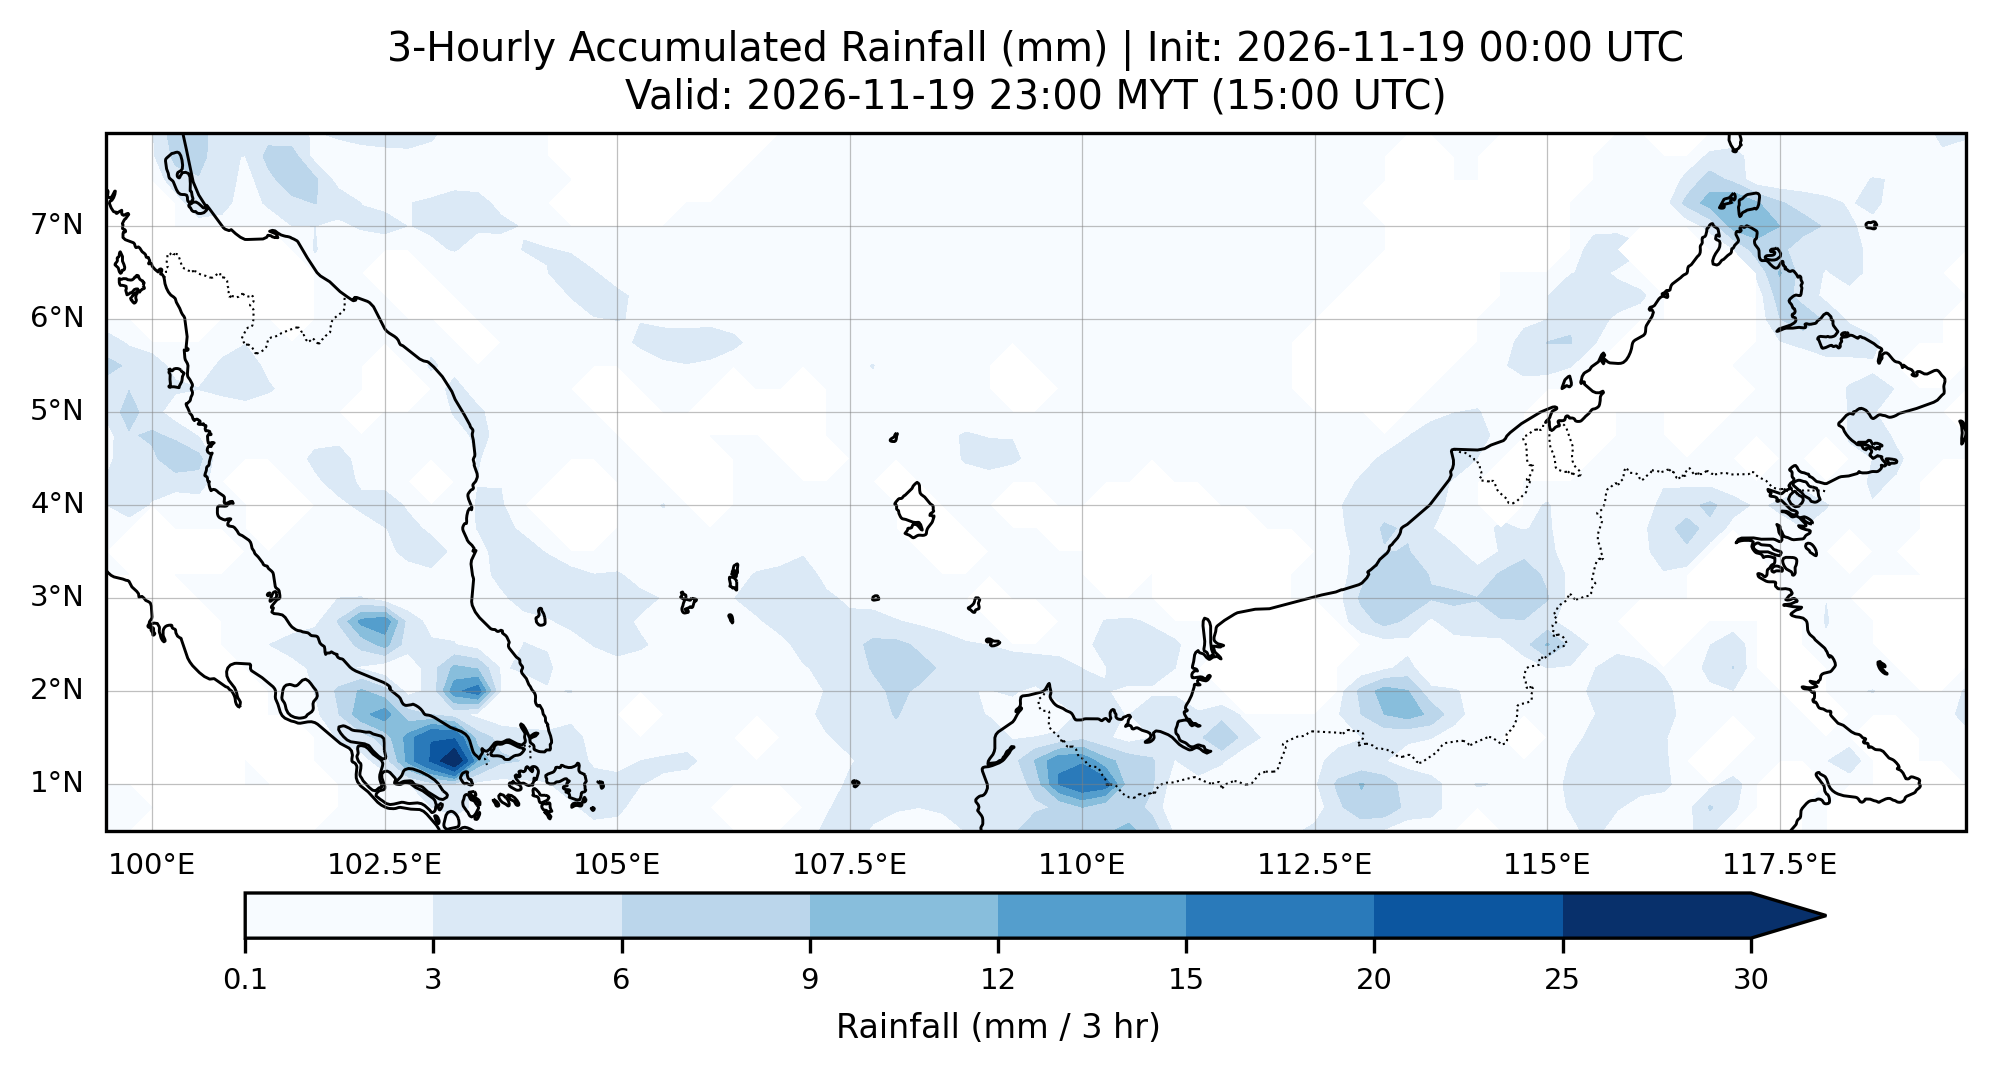 3-Hourly Accumulated Rainfall (mm) | Init: 2026-11-19 00:00 UTC
Valid: 2026-11-19 23:00 MYT (15:00 UTC)
7°N
6°N
5°N
4°N
3°N
2°N
1°N
100°E 102.5°E 105°E 107.5°E 110°E 112.5°E 115°E 117.5°E
0.1 3 6 9 12 15 20 25 30
Rainfall (mm / 3 hr)